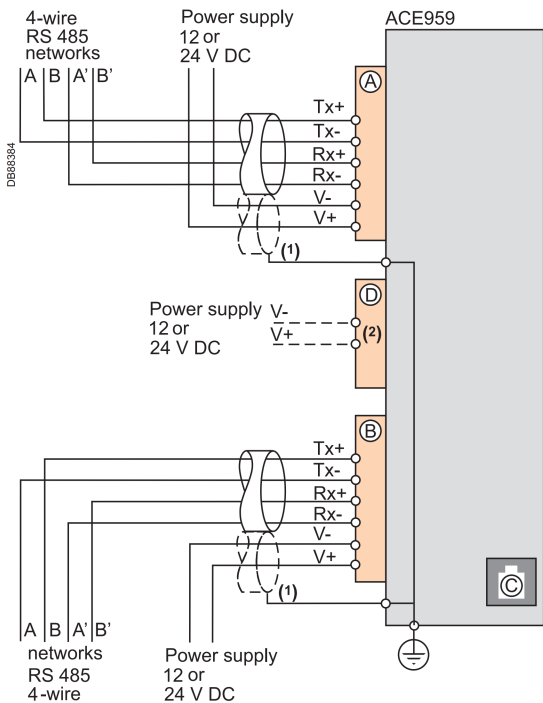 4-wire
RS 485
networks
A B A' B'
Power supply
12 or
24 V DC
ACE959
DB88384
A
Tx+
Tx-
Rx+
Rx-
V-
V+
(1)
D
Power supply
12 or
24 V DC
V-
V+
(2)
B
Tx+
Tx-
Rx+
Rx-
V-
V+
(1)
C
A B A' B'
networks
RS 485
4-wire
Power supply
12 or
24 V DC